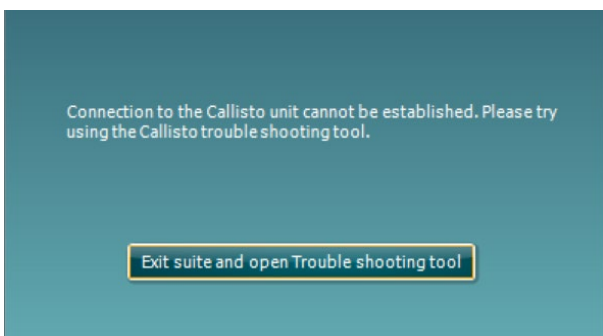 Connection to the Callisto unit cannot be established. Please try
using the Callisto trouble shooting tool.
Exit suite and open Trouble shooting tool